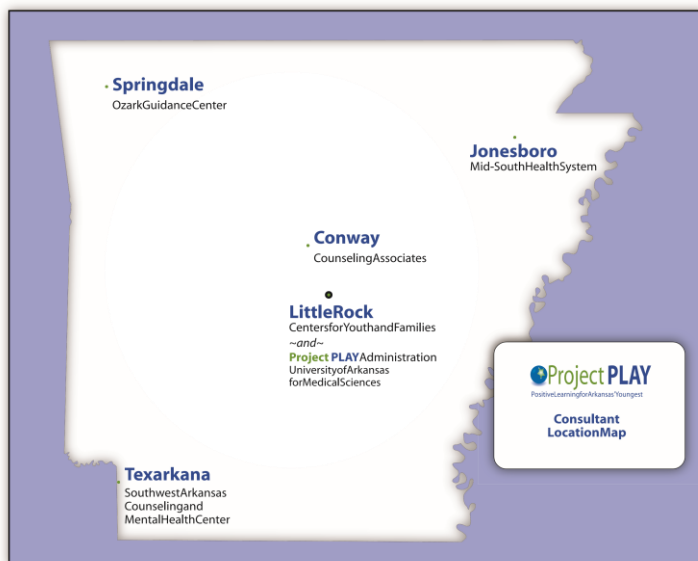 Springdale
OzarkGuidanceCenter
Jonesboro
Mid-SouthHealthSystem
Conway
CounselingAssociates
LittleRock
CentersforYouthandFamilies
~and~
Project PLAYAdministration
UniversityofArkansas
forMedicalSciences
Project PLAY
PositiveLearningforArkansas'Youngest
Consultant
LocationMap
Texarkana
SouthwestArkansas
Counselingand
MentalHealthCenter